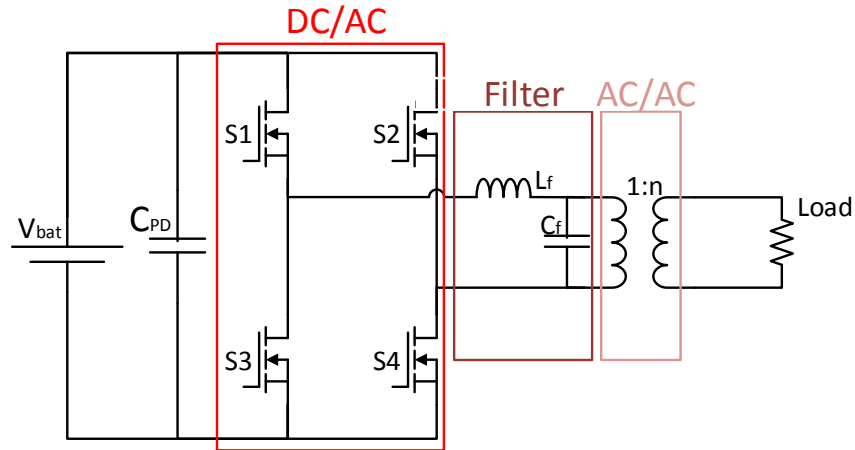 DC/AC
Filter
AC/AC
S1
S2
Lf
1:n
Load
Vbat
CPD
Cf
S3
S4